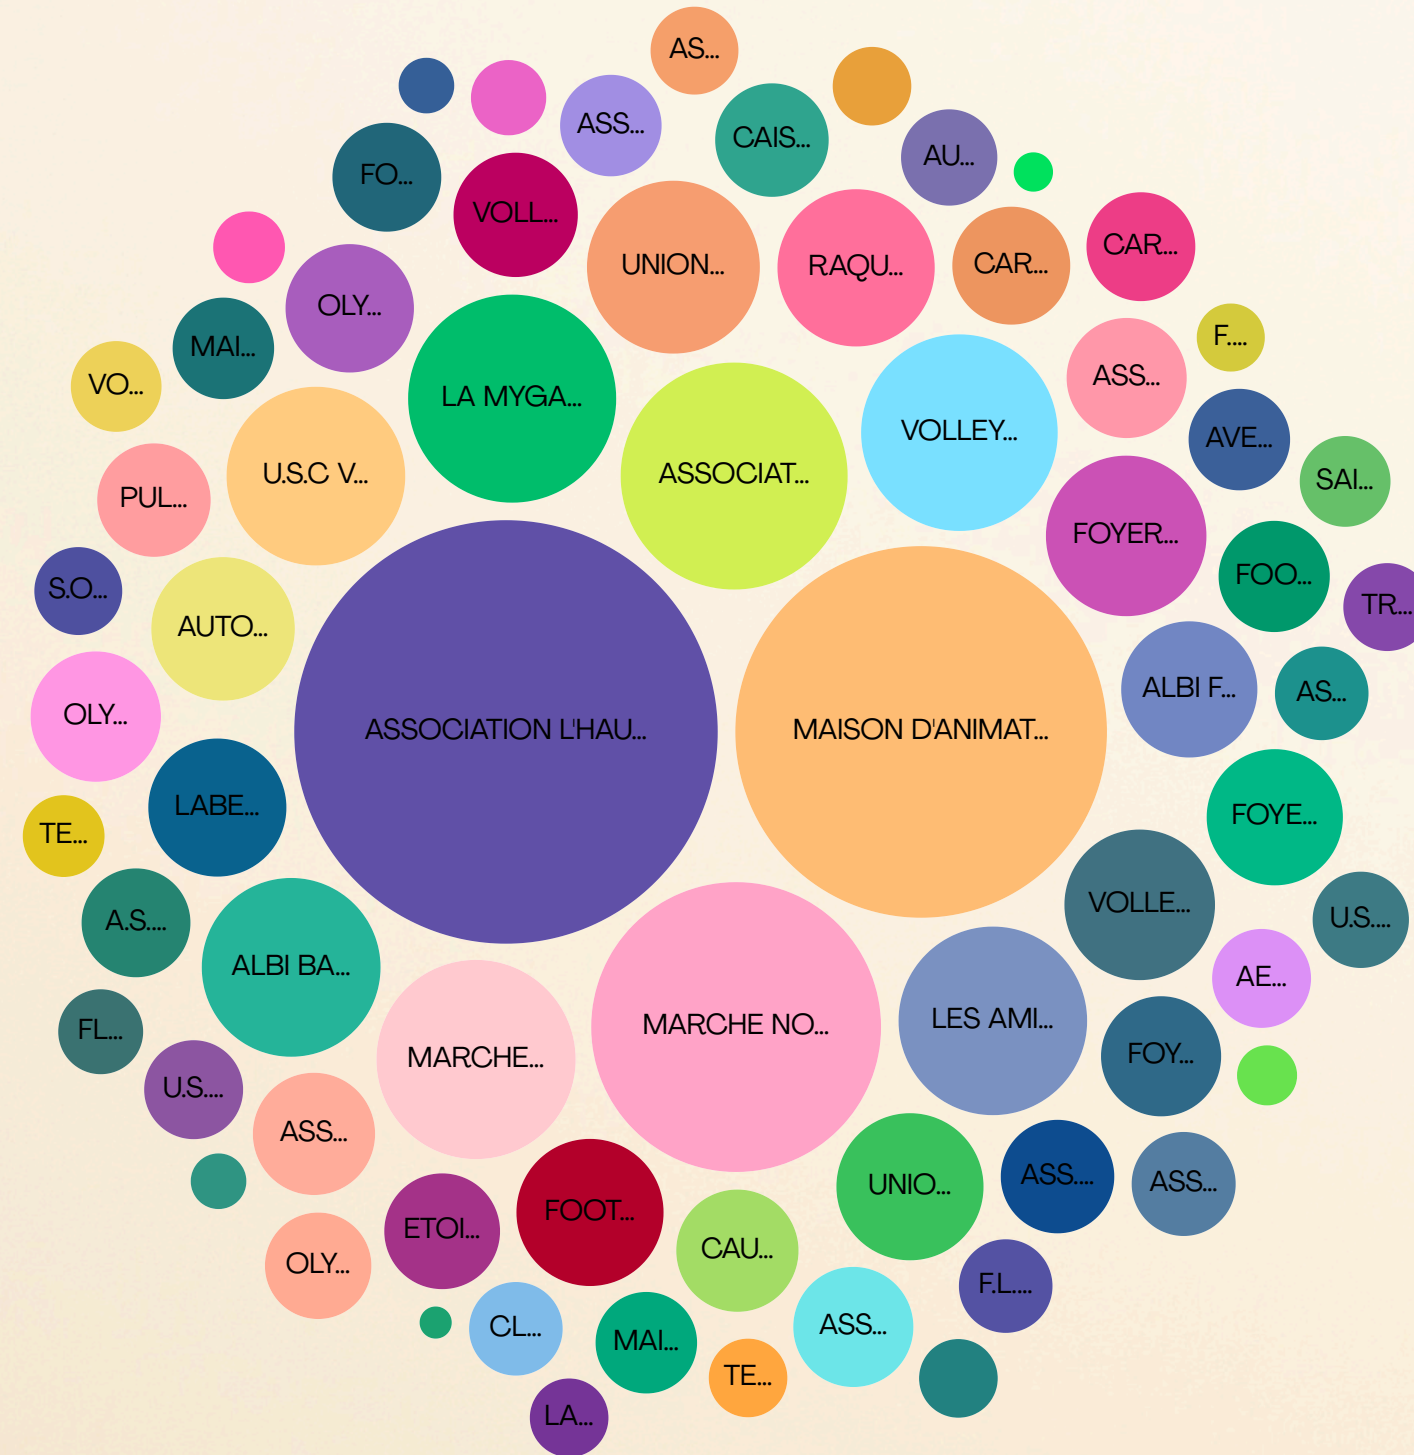 AS...
ASS...
CAIS...
AU...
FO...
VOLL...
UNION...
RAQU...
CAR...
CAR...
OLY...
MAI...
VO...
LA MYGA...
ASSOCIAT...
VOLLEY...
ASS...
F....
AVE...
SAI...
U.S.C V...
PUL...
FOYER...
FOO...
TR...
S.O...
AUTO...
OLY...
ASSOCIATION L'HAU...
MAISON D'ANIMAT...
ALBI F...
AS...
LABE...
TE...
FOYE...
A.S....
ALBI BA...
VOLLE...
U.S....
AE...
FL...
MARCHE...
MARCHE NO...
LES AMI...
FOY...
U.S....
ASS...
UNIO...
ASS....
ASS...
OLY...
ETOI...
FOOT...
CAU...
F.L....
CL...
MAI...
TE...
ASS...
LA...